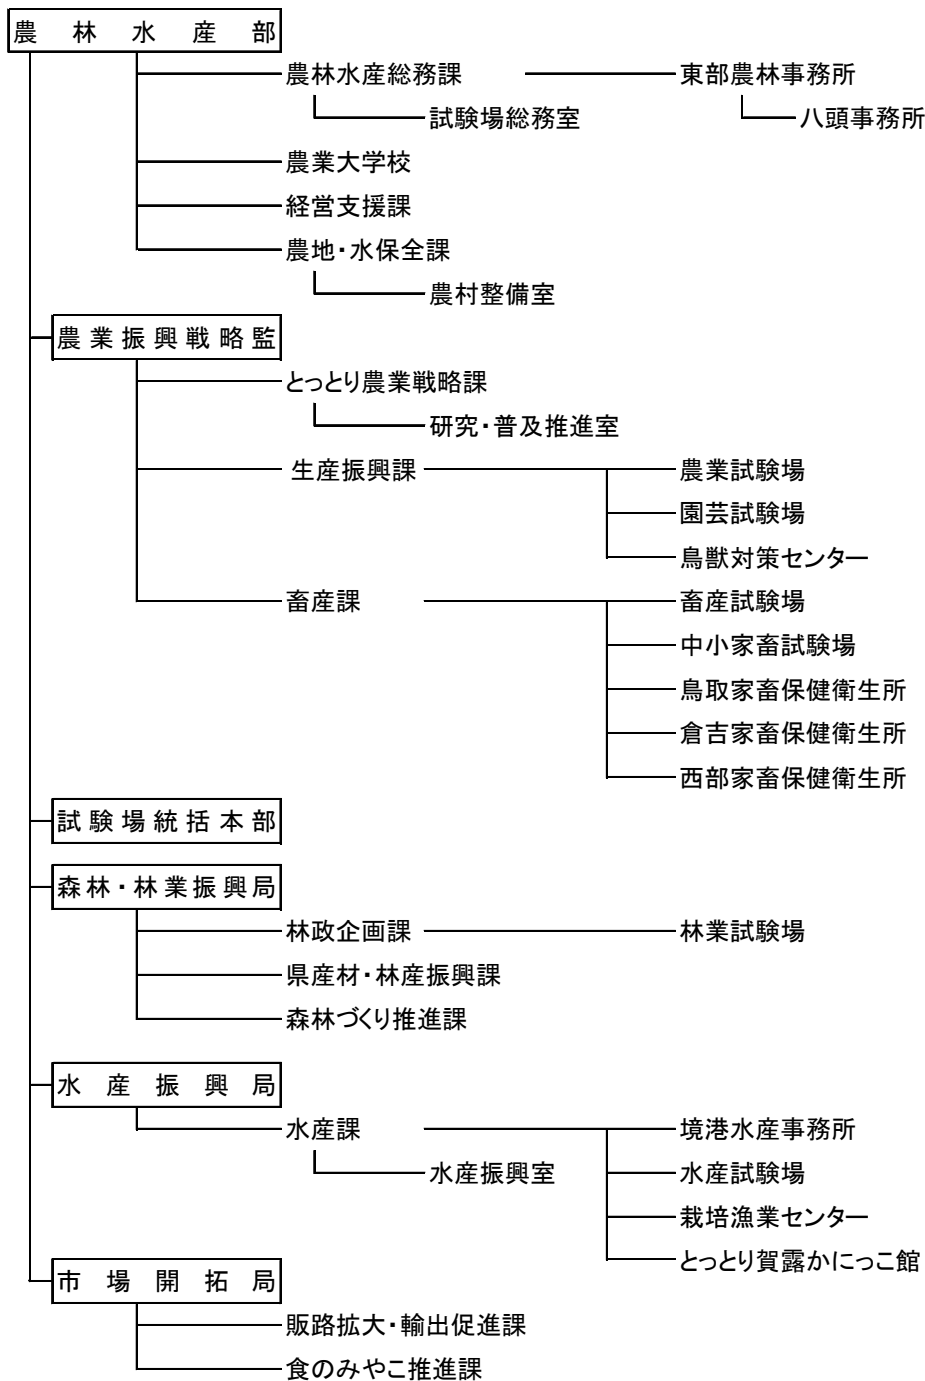 農林水産部
農林水産総務課 東部農林事務所
試験場総務室 八頭事務所
農業大学校
経営支援課
農地・水保全課
農村整備室
農業振興戦略監
とっとり農業戦略課
研究・普及推進室
生産振興課 農業試験場
園芸試験場
鳥獣対策センター
畜産課 畜産試験場
中小家畜試験場
鳥取家畜保健衛生所
倉吉家畜保健衛生所
西部家畜保健衛生所
試験場統括本部
森林・林業振興局
林政企画課 林業試験場
県産材・林産振興課
森林づくり推進課
水産振興局
水産課 境港水産事務所
水産振興室 水産試験場
栽培漁業センター
とっとり賀露かにっこ館
市場開拓局
販路拡大・輸出促進課
食のみやこ推進課